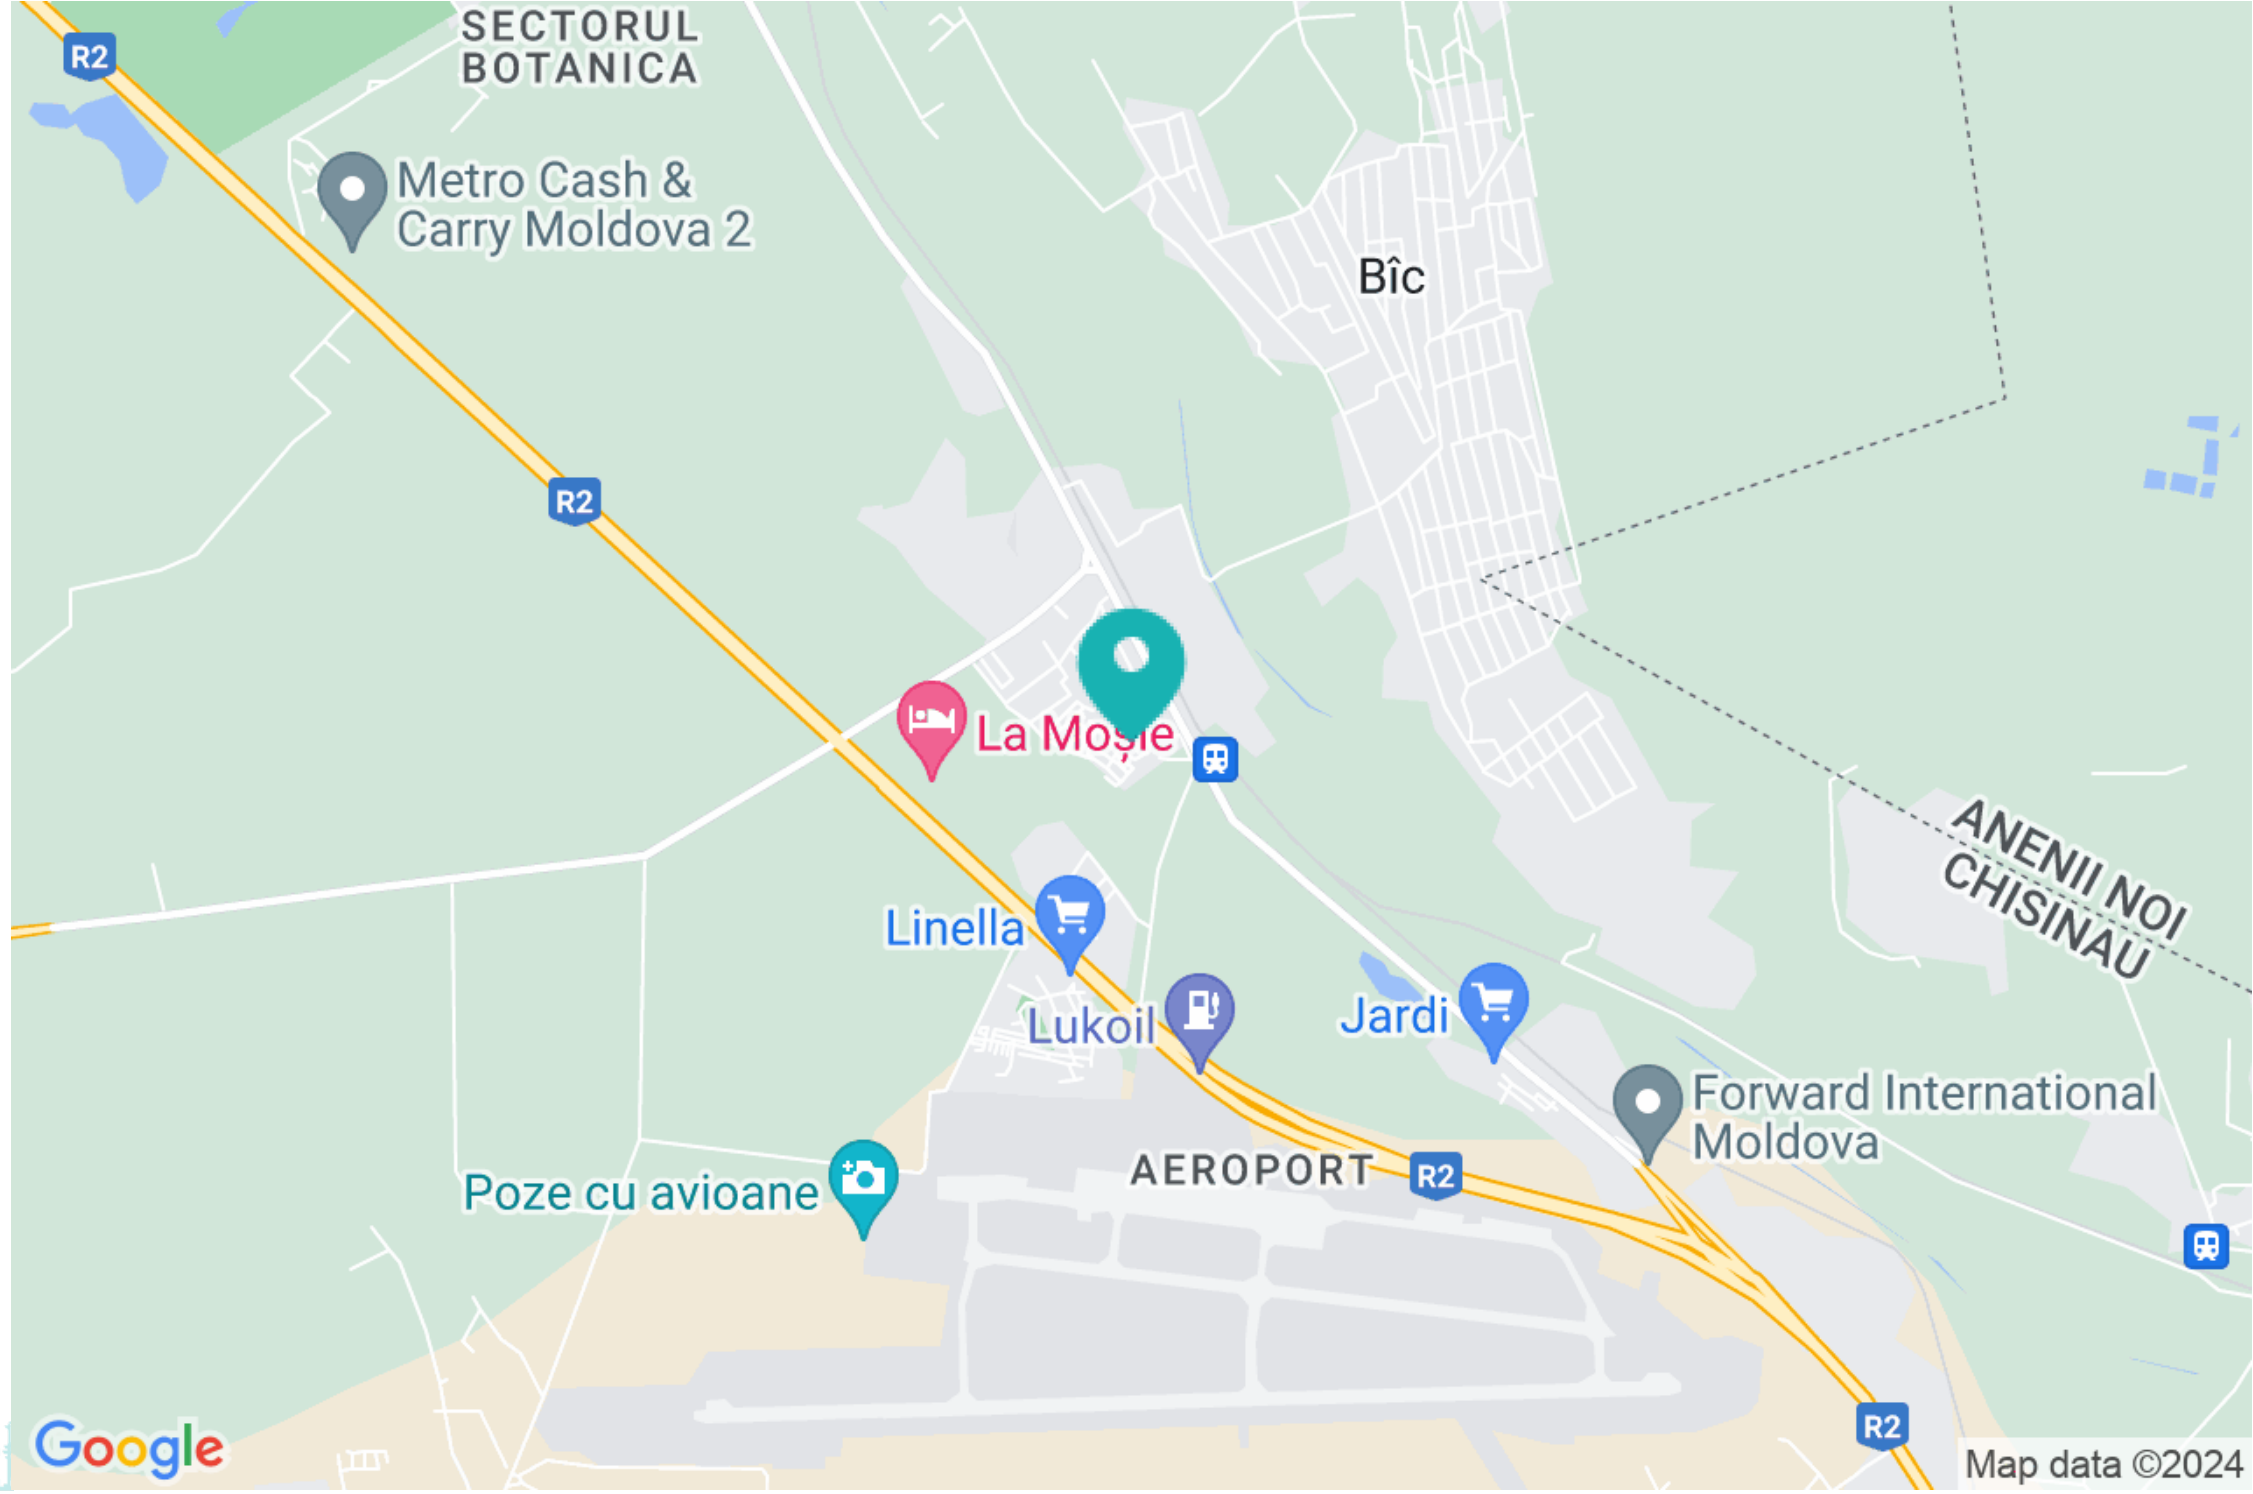 SECTORUL
BOTANICA
R2
Metro Cash &
Carry Moldova 2
Bîc
R2
La Moșie
ANENII NOI
CHISINAU
Linella
Lukoil
Jardi
Forward International
Moldova
AEROPORT
R2
Poze cu avioane
R2
Google
Map data ©2024